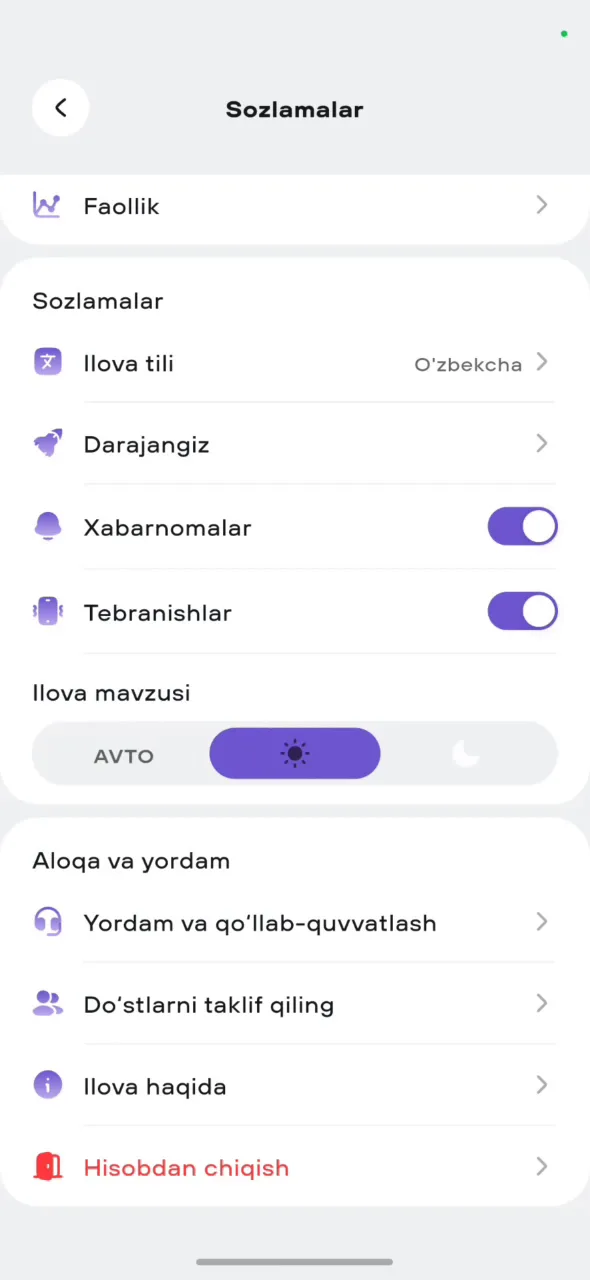 Sozlamalar
Faollik
Sozlamalar
Ilova tili
O'zbekcha
Darajangiz
Xabarnomalar
Tebranishlar
Ilova mavzusi
AVTO
Aloqa va yordam
Yordam va qo‘llab-quvvatlash
Do‘stlarni taklif qiling
Ilova haqida
Hisobdan chiqish